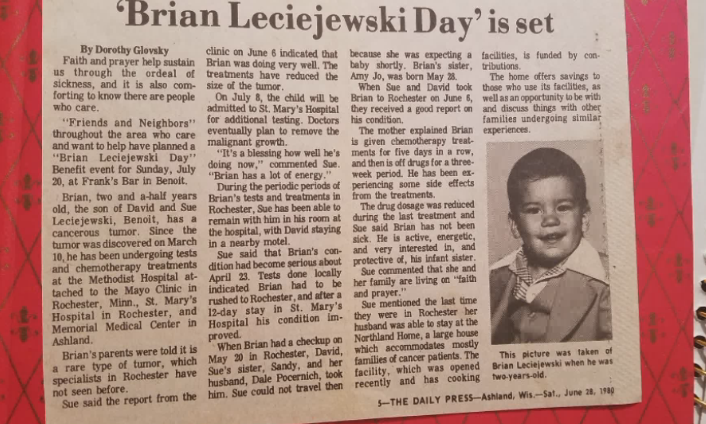 'Brian Leciejewski Day' is set
By Dorothy Glovsky
Faith and prayer help sustain
us through the ordeal of
sickness, and it is also com-
forting to know there are people
who care.
"Friends and Neighbors"
throughout the area who care
and want to help have planned a
"Brian Leciejewski Day"
Benefit event for Sunday, July
20, at Frank's Bar in Benoit.
Brian, two and a-half years
old, the son of David and Sue
Leciejewski, Benoit, has a
cancerous tumor. Since the
tumor was discovered on March
10, he has been undergoing tests
and chemotherapy treatments
at the Methodist Hospital at-
tached to the Mayo Clinic in
Rochester, Minn., St. Mary's
Hospital in Rochester, and
Memorial Medical Center in
Ashland.
Brian's parents were told it is
a rare type of tumor, which
specialists in Rochester have
not seen before.
Sue said the report from the
clinic on June 6 indicated that
Brian was doing very well. The
treatments have reduced the
size of the tumor.
On July 8, the child will be
admitted to St. Mary's Hospital
for additional testing. Doctors
eventually plan to remove the
malignant growth.
"It's a blessing how well he's
doing now," commented Sue.
"Brian has a lot of energy."
During the periodic periods of
Brian's tests and treatments in
Rochester, Sue has been able to
remain with him in his room at
the hospital, with David staying
in a nearby motel.
Sue said that Brian's con-
dition had become serious about
April 23. Tests done locally
indicated Brian had to be
rushed to Rochester, and after a
12-day stay in St. Mary's
Hospital his condition im-
proved.
When Brian had a checkup on
May 20 in Rochester, David,
Sue's sister, Sandy, and her
husband, Dale Pocernich, took
him. Sue could not travel then
because she was expecting a
baby shortly. Brian's sister,
Amy Jo, was born May 28.
When Sue and David took
Brian to Rochester on June 6,
they received a good report on
his condition.
The mother explained Brian
is given chemotherapy treat-
ments for five days in a row,
and then is off drugs for a three-
week period. He has been ex-
periencing some side effects
from the treatments.
The drug dosage was reduced
during the last treatment and
Sue said Brian has not been
sick. He is active, energetic,
and very interested in, and
protective of, his infant sister.
Sue commented that she and
her family are living on "faith
and prayer."
Sue mentioned the last time
they were in Rochester her
husband was able to stay at the
Northland Home, a large house
which accommodates mostly
families of cancer patients. The
facility, which was opened
recently and has cooking
facilities, is funded by con-
tributions.
The home offers savings to
those who use its facilities, as
well as an opportunity to be with
and discuss things with other
families undergoing similar
experiences.
This picture was taken of
Brian Leciejewski when he was
two-years-old.
5—THE DAILY PRESS—Ashland, Wis.—Sat., June 28, 1980